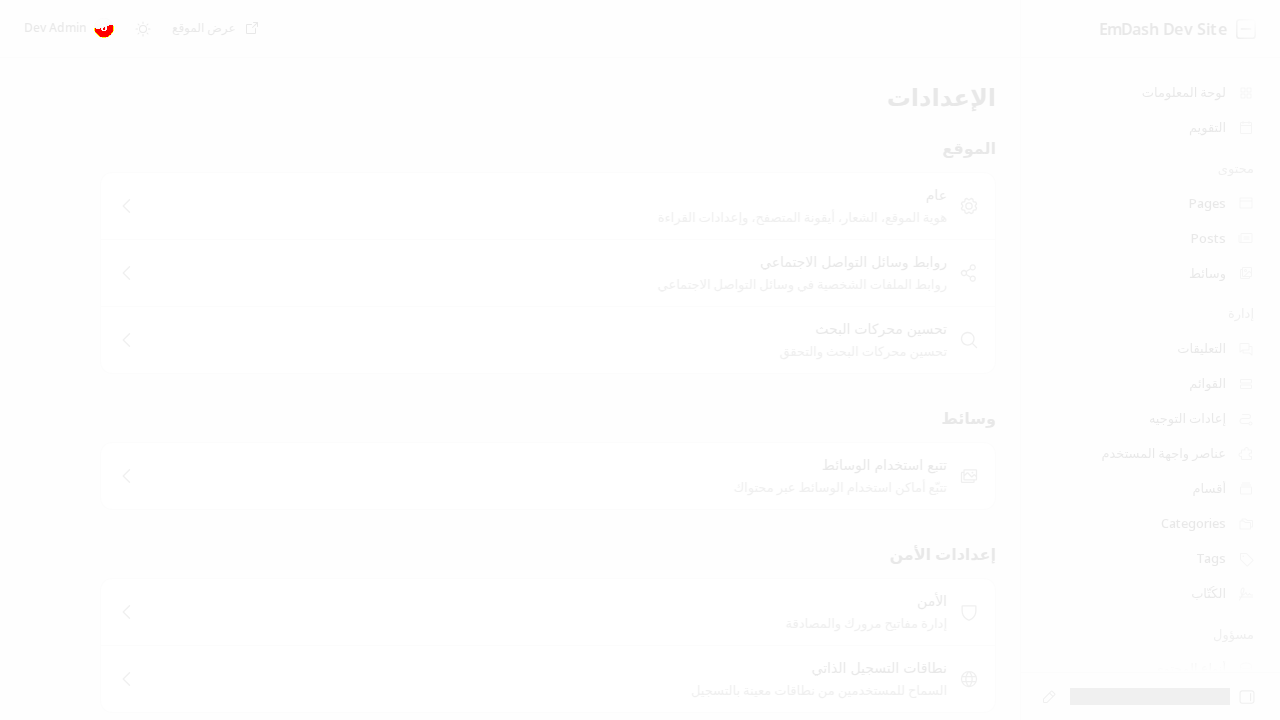 EmDash Dev Site
لوحة المعلومات
التقويم
محتوى
Pages
Posts
وسائط
إدارة
التعليقات
القوائم
إعادات التوجيه
عناصر واجهة المستخدم
أقسام
Categories
Tags
الكُتّاب
مسؤول
عرض الموقع
Dev Admin
الإعدادات
الموقع
عام
هوية الموقع، الشعار، أيقونة المتصفح، وإعدادات القراءة
روابط وسائل التواصل الاجتماعي
روابط الملفات الشخصية في وسائل التواصل الاجتماعي
تحسين محركات البحث
تحسين محركات البحث والتحقق
وسائط
تتبع استخدام الوسائط
تتبّع أماكن استخدام الوسائط عبر محتواك
إعدادات الأمن
الأمن
إدارة مفاتيح مرورك والمصادقة
نطاقات التسجيل الذاتي
السماح للمستخدمين من نطاقات معينة بالتسجيل